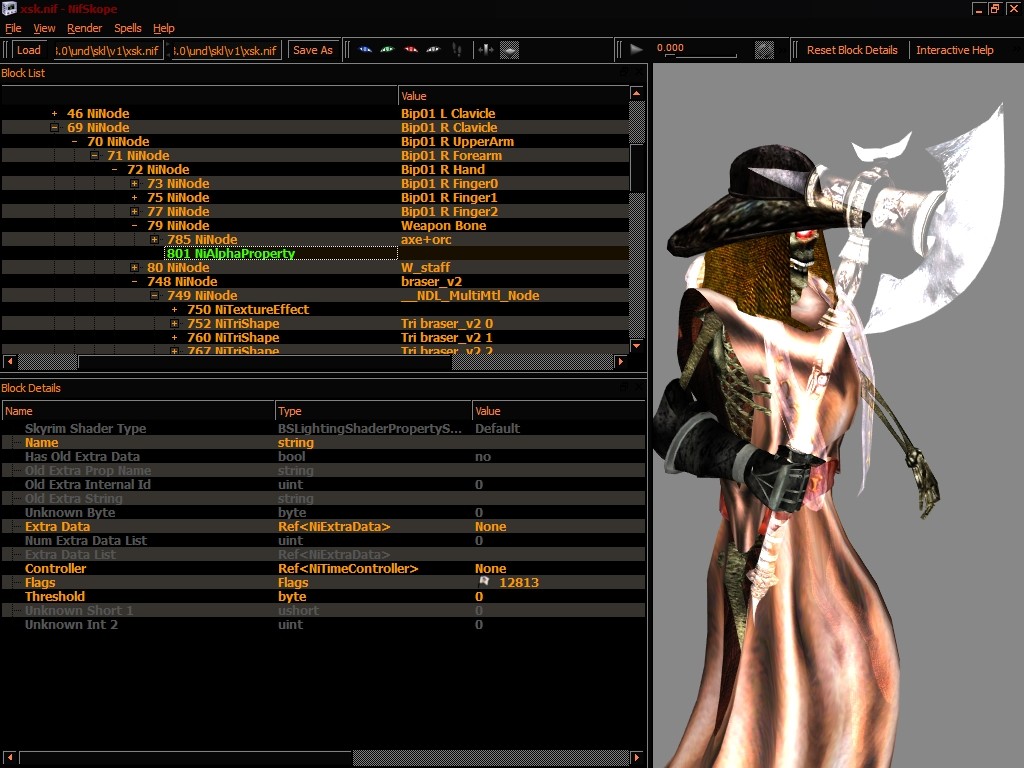 xsk.nif - NifSkope
File View Render Spells Help
Load 3.0\und\skl\v1\xsk.nif 3.0\und\skl\v1\xsk.nif Save As 0.000 Reset Block Details Interactive Help
Block List
Value
46 NiNode Bip01 L Clavicle
69 NiNode Bip01 R Clavicle
70 NiNode Bip01 R UpperArm
71 NiNode Bip01 R Forearm
72 NiNode Bip01 R Hand
73 NiNode Bip01 R Finger0
75 NiNode Bip01 R Finger1
77 NiNode Bip01 R Finger2
79 NiNode Weapon Bone
785 NiNode axe+orc
801 NiAlphaProperty
80 NiNode W_staff
748 NiNode braser_v2
749 NiNode __NDL_MultiMtl_Node
750 NiTextureEffect
752 NiTriShape Tri braser_v2 0
760 NiTriShape Tri braser_v2 1
767 NiTriShape Tri braser_v2 2
Block Details
Name Type Value
Skyrim Shader Type BSLightingShaderPropertyS... Default
Name string
Has Old Extra Data bool no
Old Extra Prop Name string
Old Extra Internal Id uint 0
Old Extra String string
Unknown Byte byte 0
Extra Data Ref<NiExtraData> None
Num Extra Data List uint 0
Extra Data List Ref<NiExtraData>
Controller Ref<NiTimeController> None
Flags Flags 12813
Threshold byte 0
Unknown Short 1 ushort 0
Unknown Int 2 uint 0